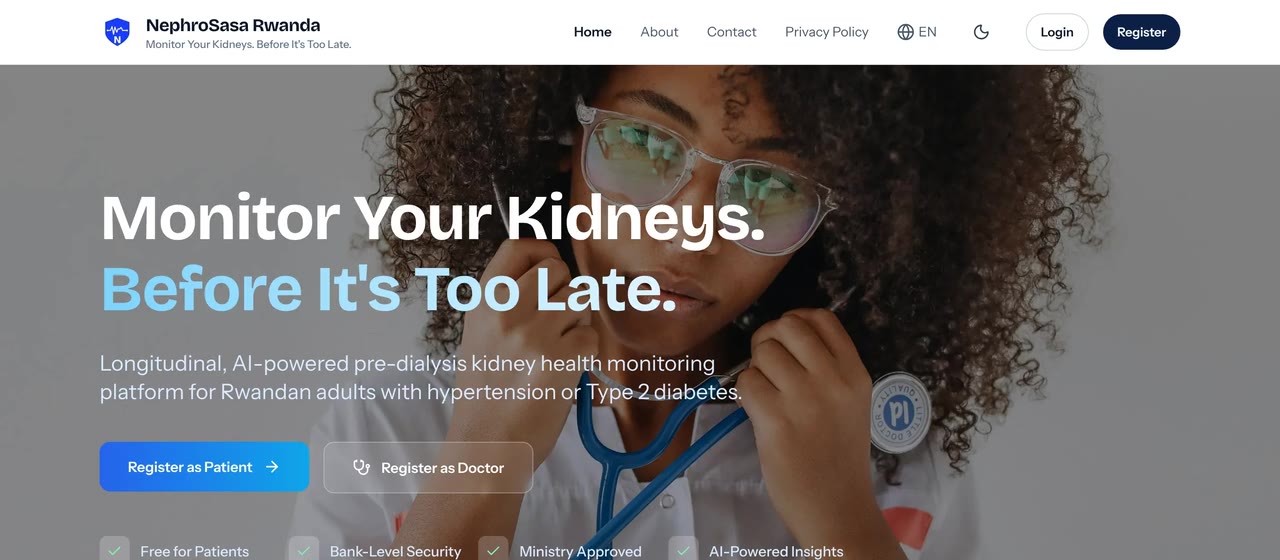 NephroSasa Rwanda
Monitor Your Kidneys. Before It's Too Late.
Home
About
Contact
Privacy Policy
EN
Login
Register
N
Monitor Your Kidneys.
Before It's Too Late.
Longitudinal, AI-powered pre-dialysis kidney health monitoring
platform for Rwandan adults with hypertension or Type 2 diabetes.
Register as Patient
Register as Doctor
Free for Patients
Bank-Level Security
Ministry Approved
AI-Powered Insights